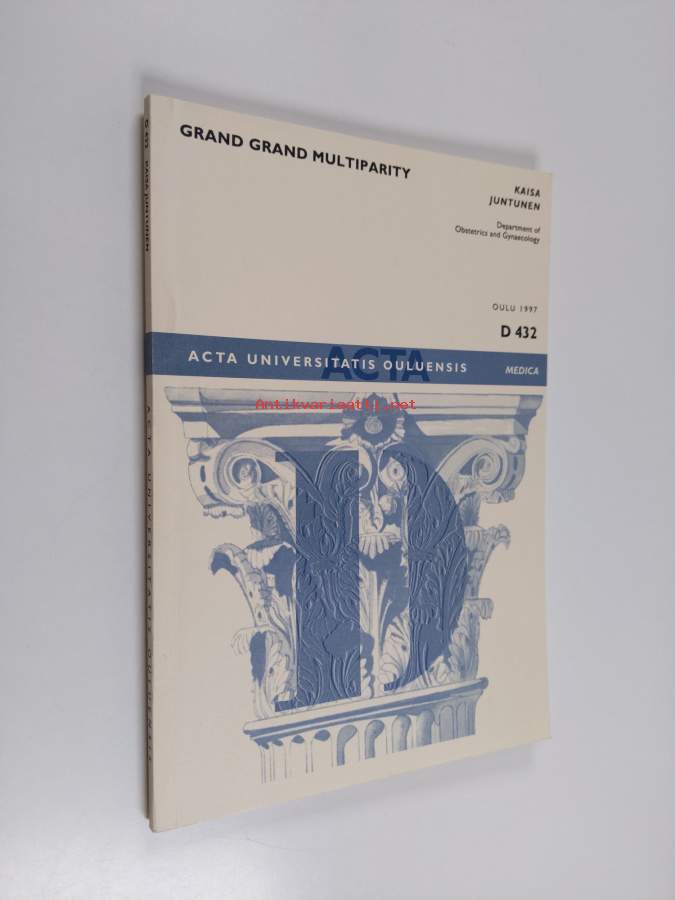 GRAND GRAND MULTIPARITY
KAISA
JUNTUNEN
Department of
Obstetrics and Gynaecology
OULU 1997
D 432
ACTA
ACTA UNIVERSITATIS OULUENSIS
MEDICA
Antikvariaatti.net
D
D 432 KAISA JUNTUNEN
ACTA UNIVERSITATIS OULUENSIS